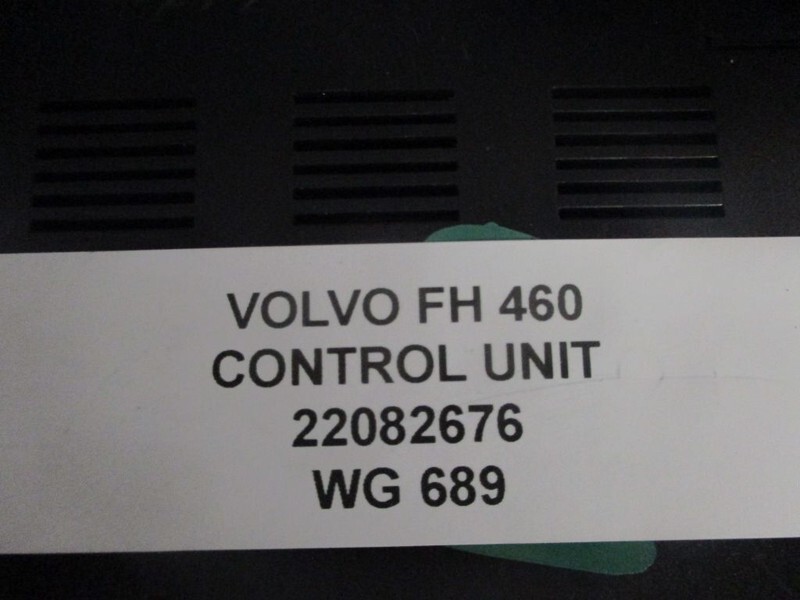 VOLVO FH 460
CONTROL UNIT
22082676
WG 689